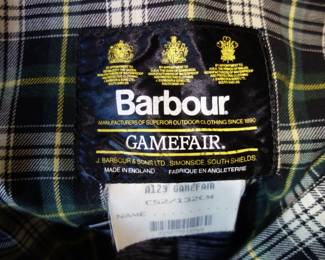 Barbour
MANUFACTURERS OF SUPERIOR OUTDOOR CLOTHING SINCE 1890
GAMEFAIR.
J. BARBOUR & SONS LTD. SIMONSIDE, SOUTH SHIELDS.
MADE IN ENGLAND FABRIQUE EN ANGLETERRE
A123 GAMEFAIR
C52/132CM
NAME